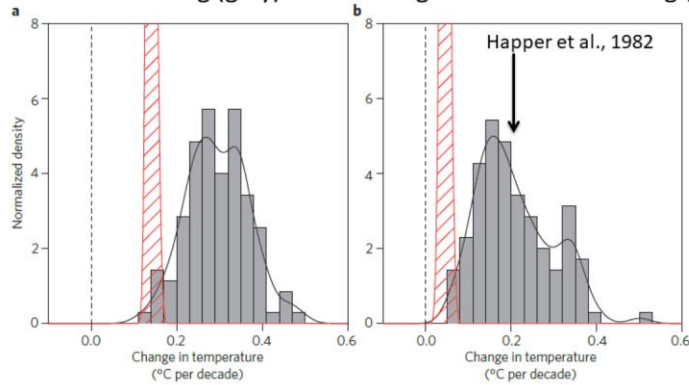 a
b
8
6
4
2
0
Normalized density
0.0
0.2
0.4
0.6
Change in temperature
(°C per decade)
8
6
4
2
0
Happer et al., 1982
0.0
0.2
0.4
0.6
Change in temperature
(°C per decade)